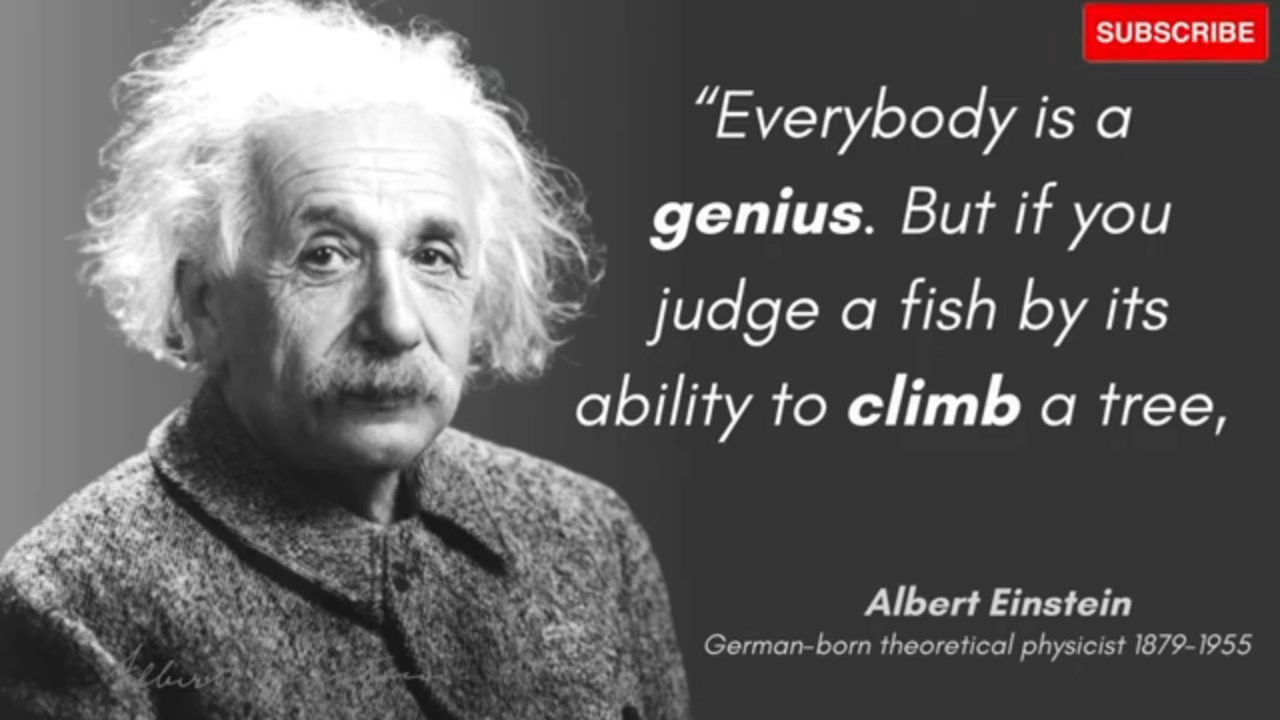 SUBSCRIBE
“Everybody is a
genius. But if you
judge a fish by its
ability to climb a tree,
Albert Einstein
German-born theoretical physicist 1879-1955